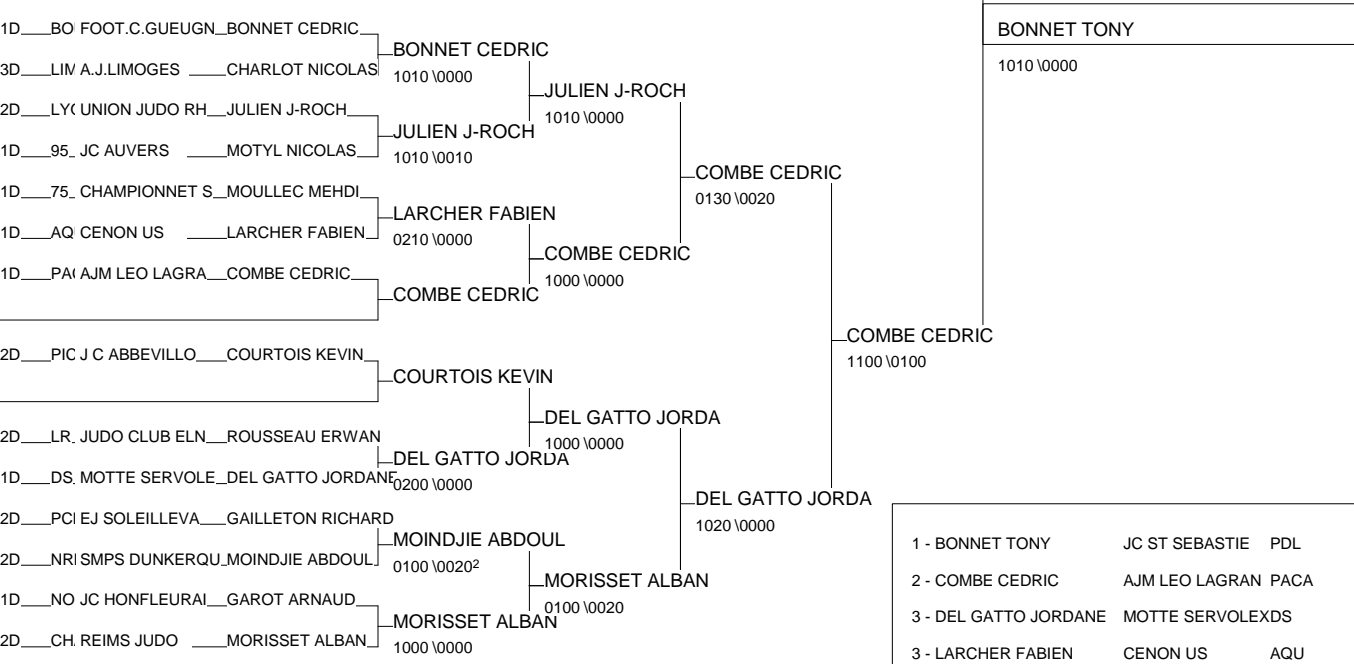 1D BO FOOT.C.GUEUGN BONNET CEDRIC
3D LIM A.J.LIMOGES CHARLOT NICOLAS
2D LY( UNION JUDO RH JULIEN J-ROCH
1D 95 JC AUVERS MOTYL NICOLAS
1D 75 CHAMPIONNET S MOULLEC MEHDI
1D AQ CENON US LARCHER FABIEN
1D PA( AJM LEO LAGRA COMBE CEDRIC
2D PIC J C ABBEVILLO COURTOIS KEVIN
2D LR JUDO CLUB ELN ROUSSEAU ERWAN
1D DS MOTTE SERVOLE DEL GATTO JORDANE
2D PCI EJ SOLEILLEVA GAILLETON RICHARD
2D NRI SMPS DUNKERQU MOINDJIE ABDOUL
1D NO JC HONFLEURAI GAROT ARNAUD
2D CH REIMS JUDO MORISSET ALBAN
BONNET CEDRIC
1010 \0000
JULIEN J-ROCH
1010 \0010
LARCHER FABIEN
0210 \0000
COMBE CEDRIC
COURTOIS KEVIN
DEL GATTO JORDA
0200 \0000
MOINDJIE ABDOUL
0100 \0020²
MORISSET ALBAN
1000 \0000
JULIEN J-ROCH
1010 \0000
COMBE CEDRIC
1000 \0000
DEL GATTO JORDA
1000 \0000
MORISSET ALBAN
0100 \0020
COMBE CEDRIC
0130 \0020
DEL GATTO JORDA
1020 \0000
COMBE CEDRIC
1100 \0100
BONNET TONY
1010 \0000
1 - BONNET TONY JC ST SEBASTIE PDL
2 - COMBE CEDRIC AJM LEO LAGRAN PACA
3 - DEL GATTO JORDANE MOTTE SERVOLEXDS
3 - LARCHER FABIEN CENON US AQU